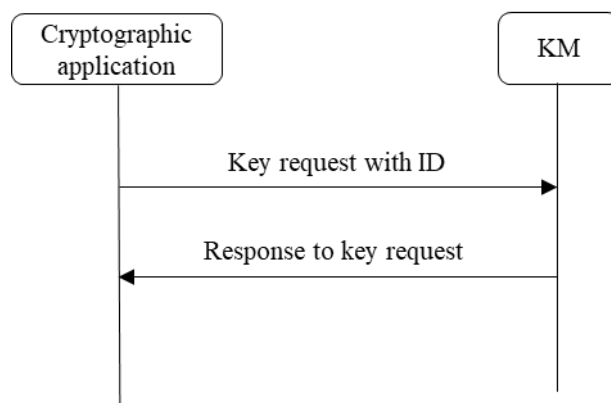 Cryptographic
application
KM
Key request with ID
Response to key request